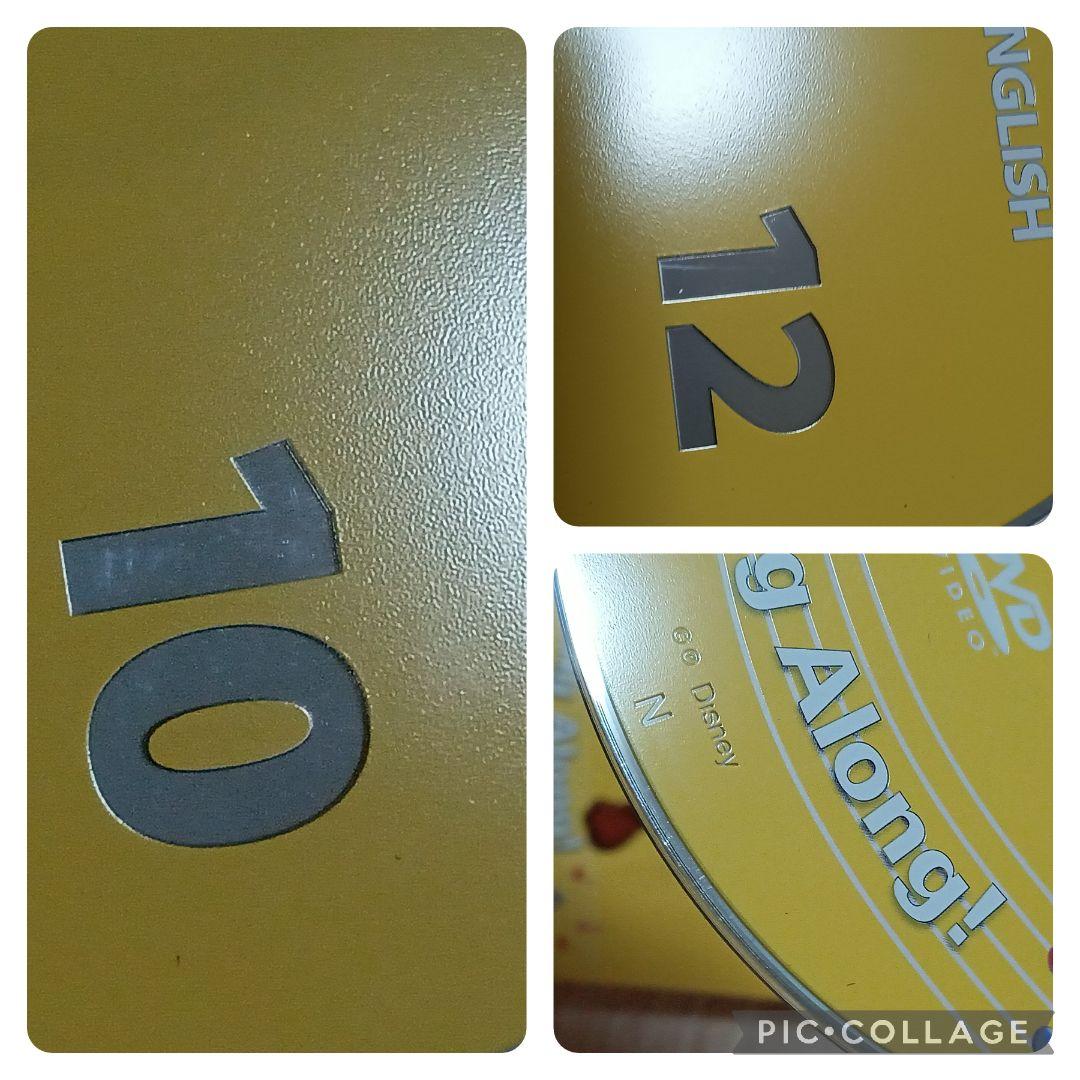 10
NGLISH
12
g Along!
VIDEO
© Disney
N
PIC•COLLAGE